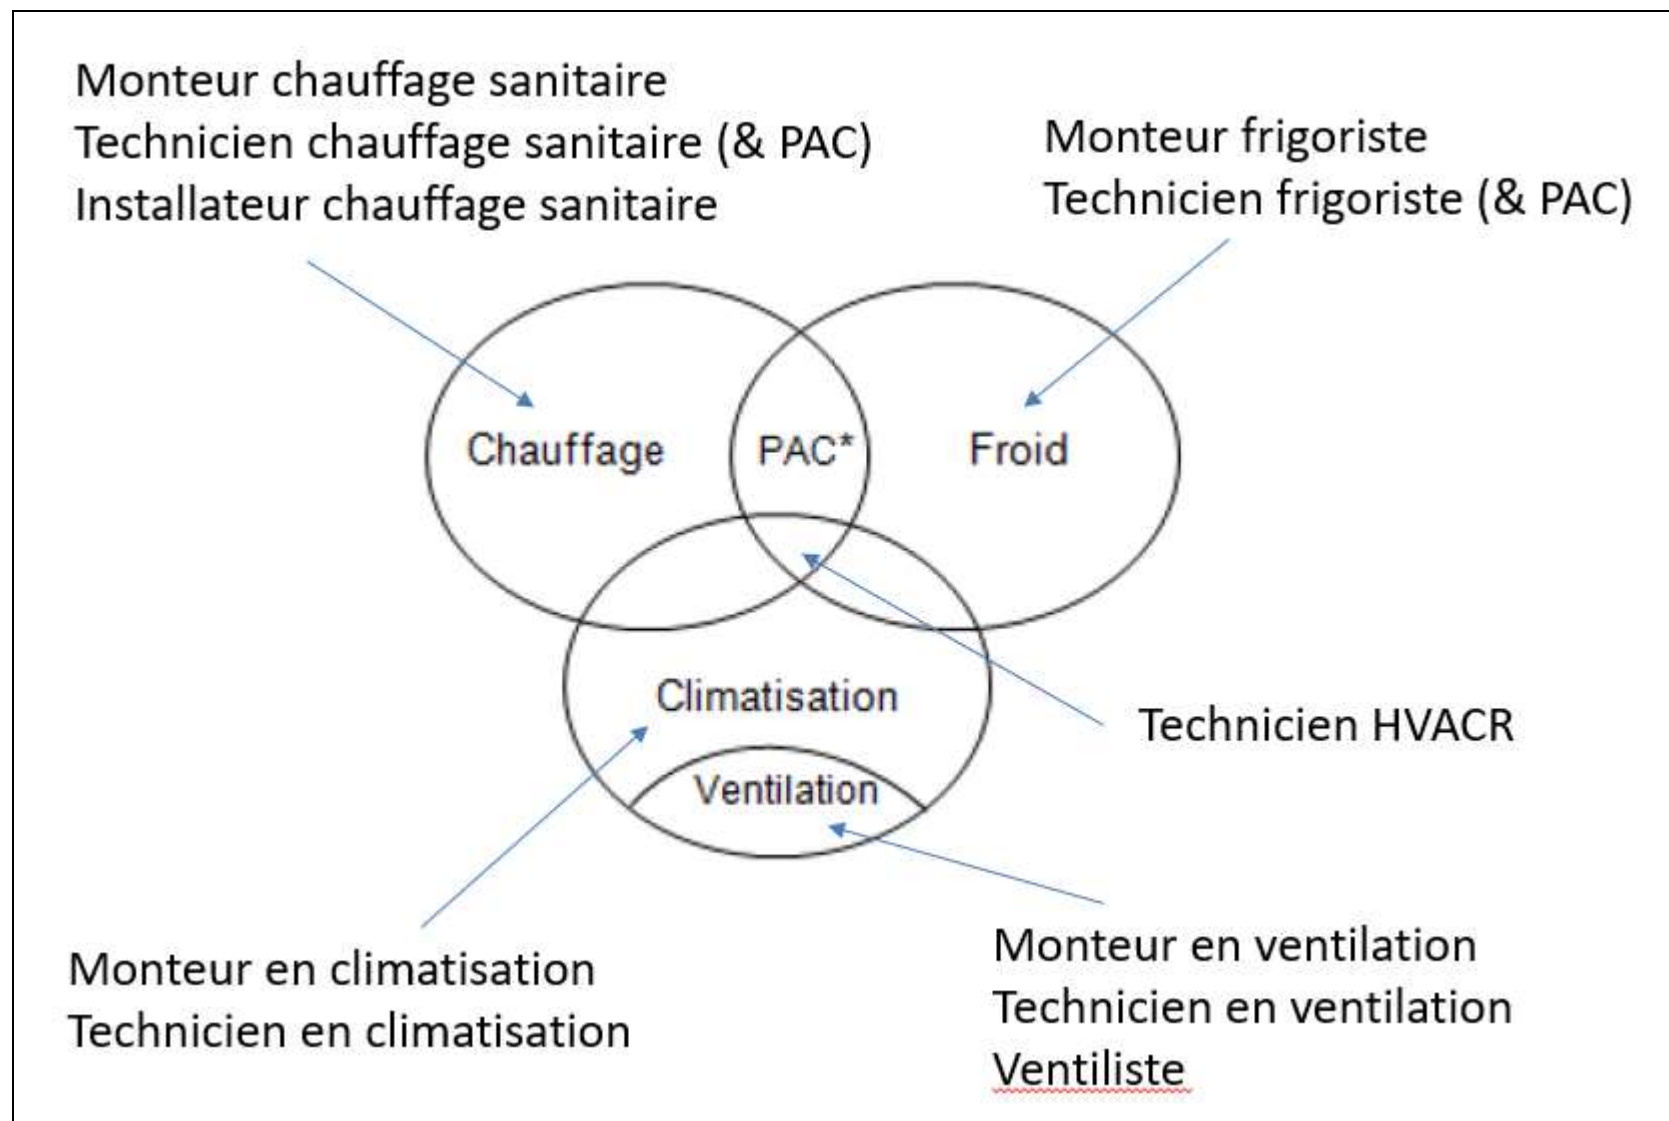 Monteur chauffage sanitaire
Technicien chauffage sanitaire (& PAC)
Installateur chauffage sanitaire
Monteur frigoriste
Technicien frigoriste (& PAC)
Chauffage
PAC*
Froid
Climatisation
Technicien HVACR
Ventilation
Monteur en climatisation
Technicien en climatisation
Monteur en ventilation
Technicien en ventilation
Ventiliste